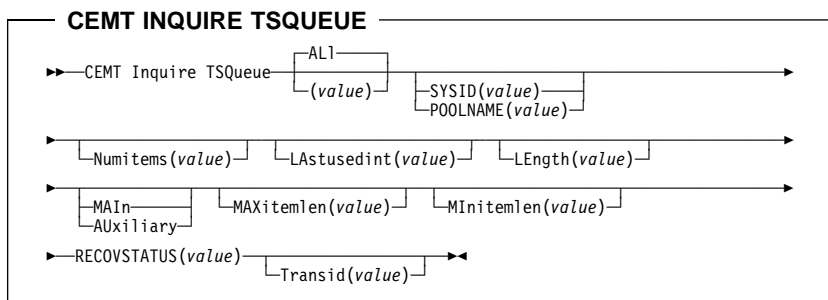 CEMT INQUIRE TSQUEUE
ALl
CEMT Inquire TSQueue
(value)
SYSID(value)
POOLNAME(value)
Numitems(value)
LAstusedint(value)
LEngth(value)
MAIn
AUxiliary
MAXitemlen(value)
MInitemlen(value)
RECOVSTATUS(value)
Transid(value)